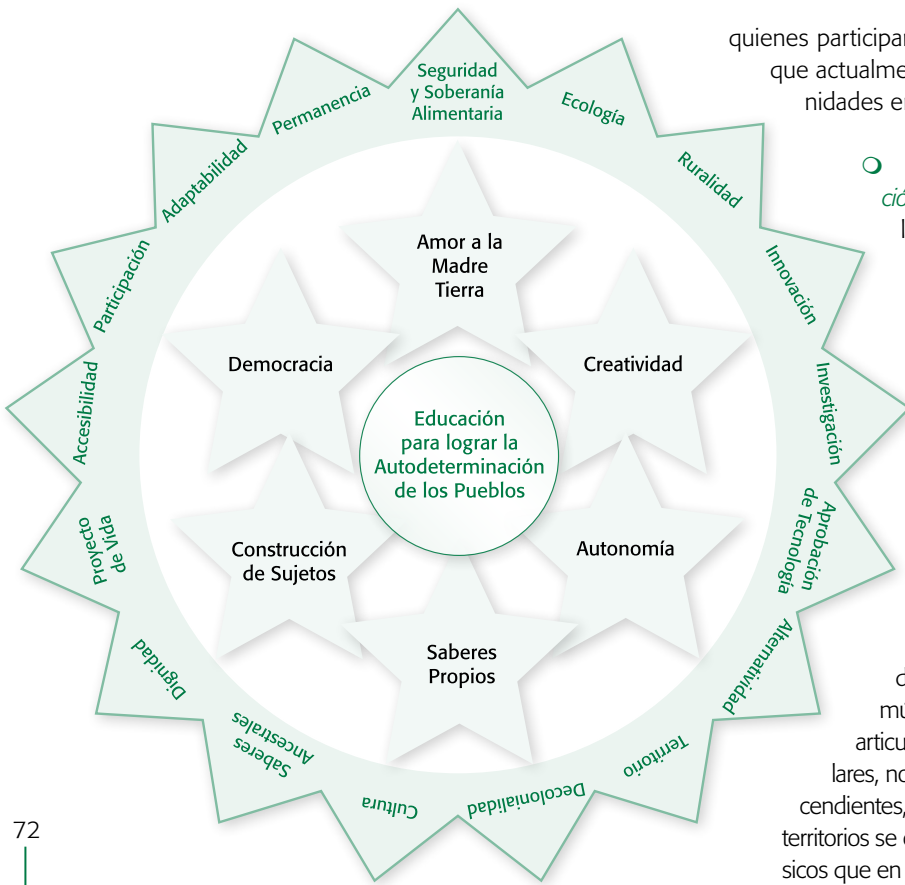 Seguridad
y Soberanía
Alimentaria
Ecología
Ruralidad
Innovación
Investigación
Aprobación
de Tecnología
Alternatividad
Territorio
Decolonialidad
Cultura
Saberes
Ancestrales
Dignidad
Proyecto
de Vida
Accesibilidad
Participación
Adaptabilidad
Permanencia
Amor a la
Madre
Tierra
Creatividad
Autonomía
Saberes
Propios
Construcción
de Sujetos
Democracia
Educación
para lograr la
Autodeterminación
de los Pueblos
quienes participar
que actualme
nidades e
ció
l
d
mú
articu
lares, no
cendientes,
territorios se
sicos que en
72